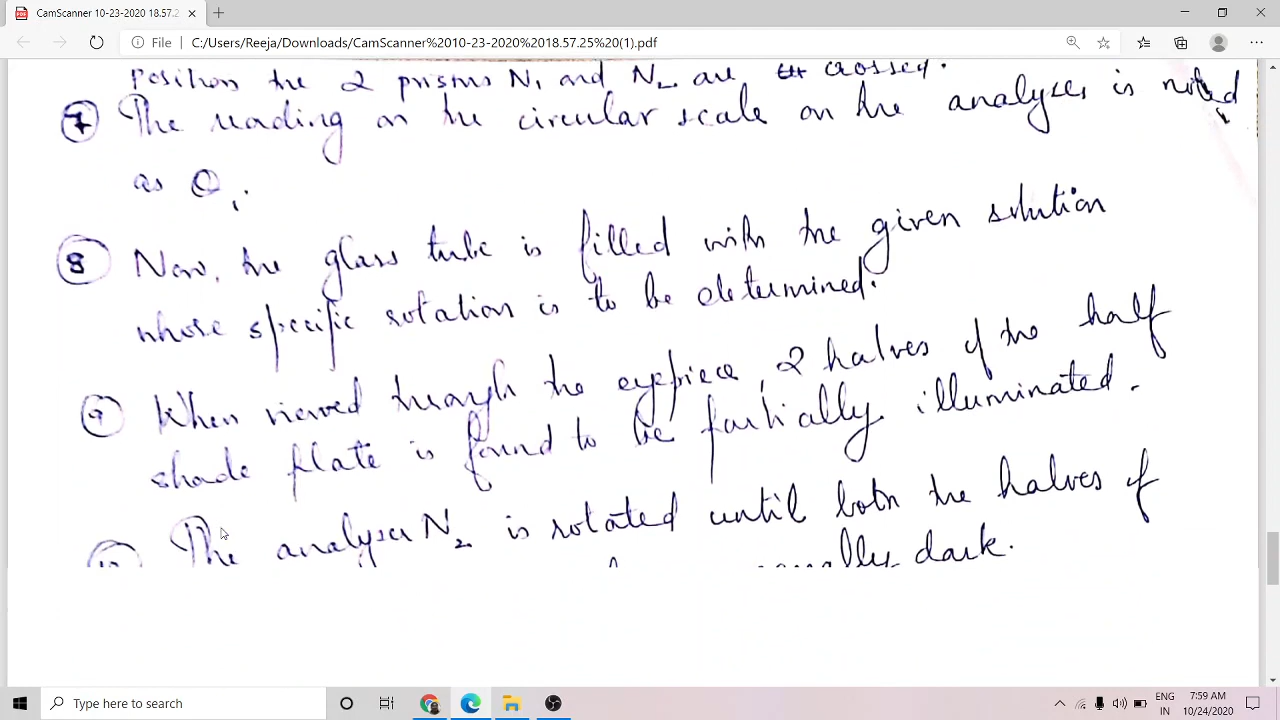 CamScanner 10-23-2020 18.57.2
File C:/Users/Reeja/Downloads/CamScanner%2010-23-2020%2018.57.25%20(1).pdf
position the 2 prisms N1 and N2 are crossed.
7 The reading on the circular scale on the analyser is noted
as θ1.
8 Now, the glass tube is filled with the given solution
whose specific rotation is to be determined.
9 When viewed through the eyepiece, 2 halves of the half
shade plate is found to be partially illuminated.
10 The analyser N2 is rotated until both the halves of
equally dark.
Type here to search
ENG
IN
7:59 AM
10/24/2020